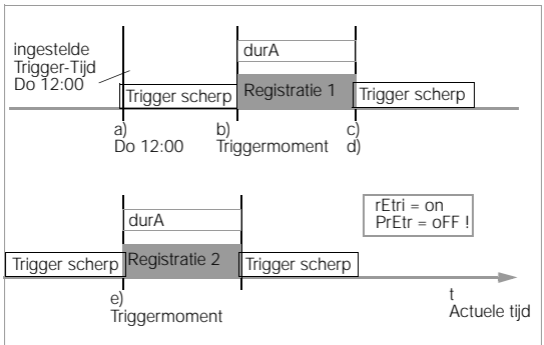 ingestelde
Trigger-Tijd
Do 12:00
durA
Trigger scherp
Registratie 1
Trigger scherp
a)
b)
c)
Do 12:00
Triggermoment
d)
durA
rEtri = on
PrEtr = oFF !
Trigger scherp
Registratie 2
Trigger scherp
e)
Triggermoment
t
Actuele tijd